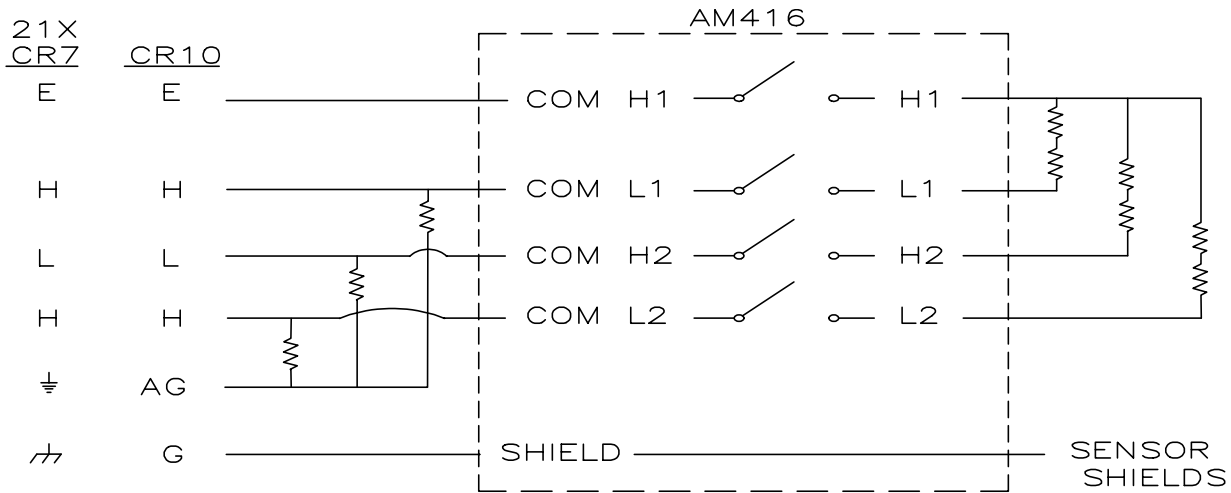 AM416
21X
CR7 CR10
E E COM H1 H1
H H COM L1 L1
L L COM H2 H2
H H COM L2 L2
AG
G SHIELD SENSOR
SHIELDS